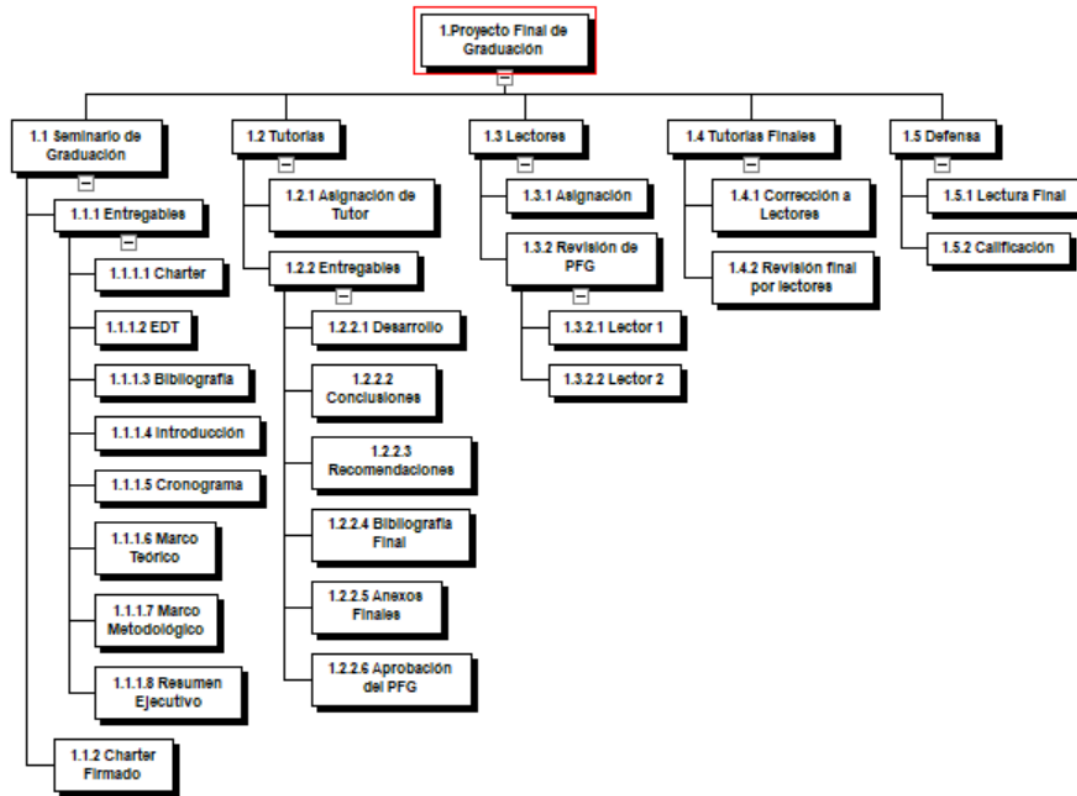 1.Proyecto Final de
Graduación
1.1 Seminario de
Graduación
1.1.1 Entregables
1.1.1.1 Charter
1.1.1.2 EDT
1.1.1.3 Bibliografía
1.1.1.4 Introducción
1.1.1.5 Cronograma
1.1.1.6 Marco
Teórico
1.1.1.7 Marco
Metodológico
1.1.1.8 Resumen
Ejecutivo
1.1.2 Charter
Firmado
1.2 Tutorias
1.2.1 Asignación de
Tutor
1.2.2 Entregables
1.2.2.1 Desarrollo
1.2.2.2
Conclusiones
1.2.2.3
Recomendaciones
1.2.2.4 Bibliografía
Final
1.2.2.5 Anexos
Finales
1.2.2.6 Aprobación
del PFG
1.3 Lectores
1.3.1 Asignación
1.3.2 Revisión de
PFG
1.3.2.1 Lector 1
1.3.2.2 Lector 2
1.4 Tutorias Finales
1.4.1 Corrección a
Lectores
1.4.2 Revisión final
por lectores
1.5 Defensa
1.5.1 Lectura Final
1.5.2 Calificación